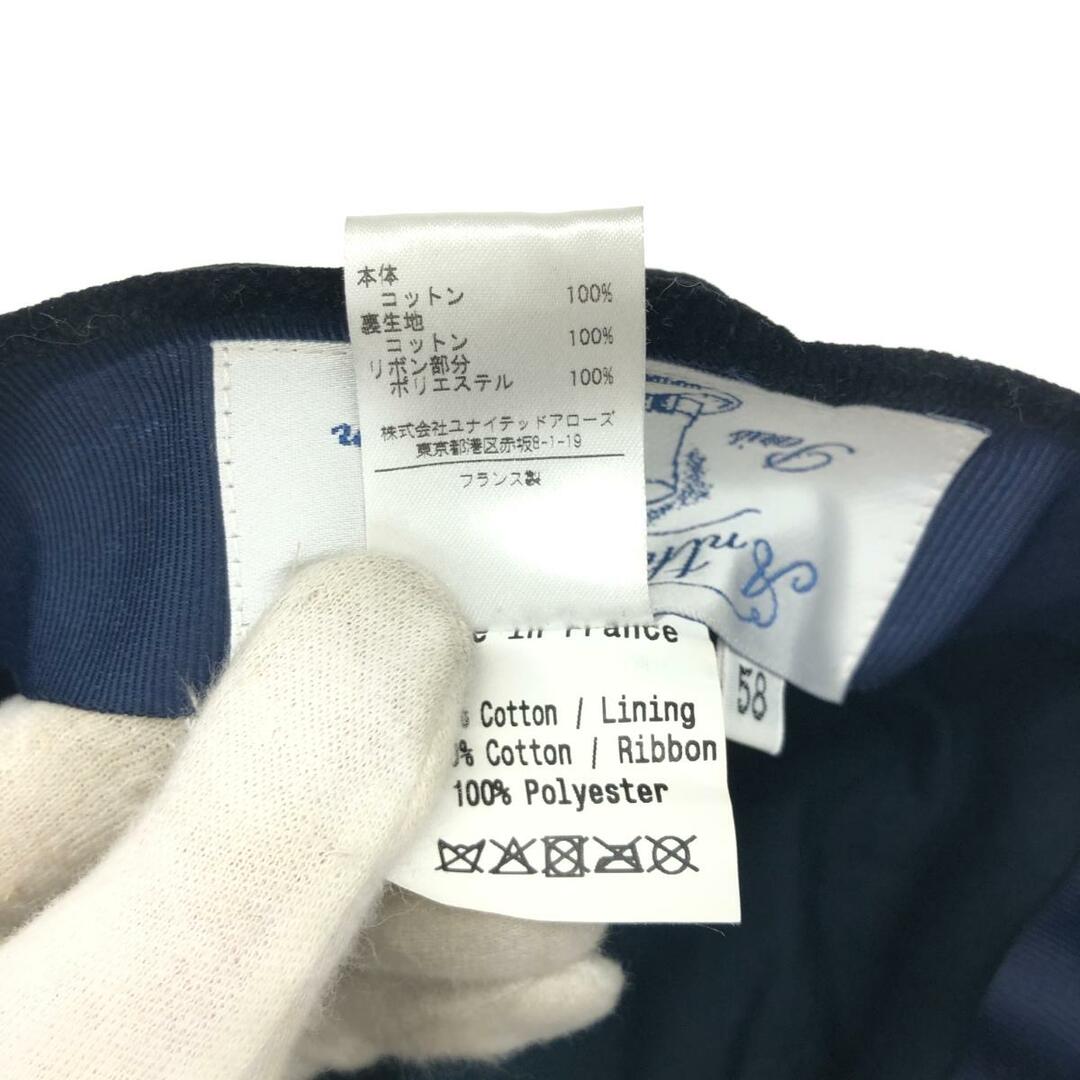 本体
コットン 100%
裏生地
コットン 100%
リボン部分
ポリエステル 100%
株式会社ユナイテッドアローズ
東京都港区赤坂8-1-19
フランス製
in France
Cotton / Lining
% Cotton / Ribbon
100% Polyester
58
Paris